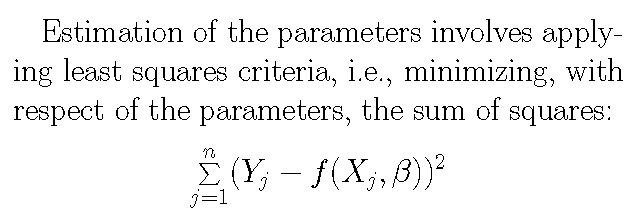 Estimation of the parameters involves apply-
ing least squares criteria, i.e., minimizing, with
respect of the parameters, the sum of squares:
\sum_{j=1}^{n} (Y_j − f(X_j, β))^2